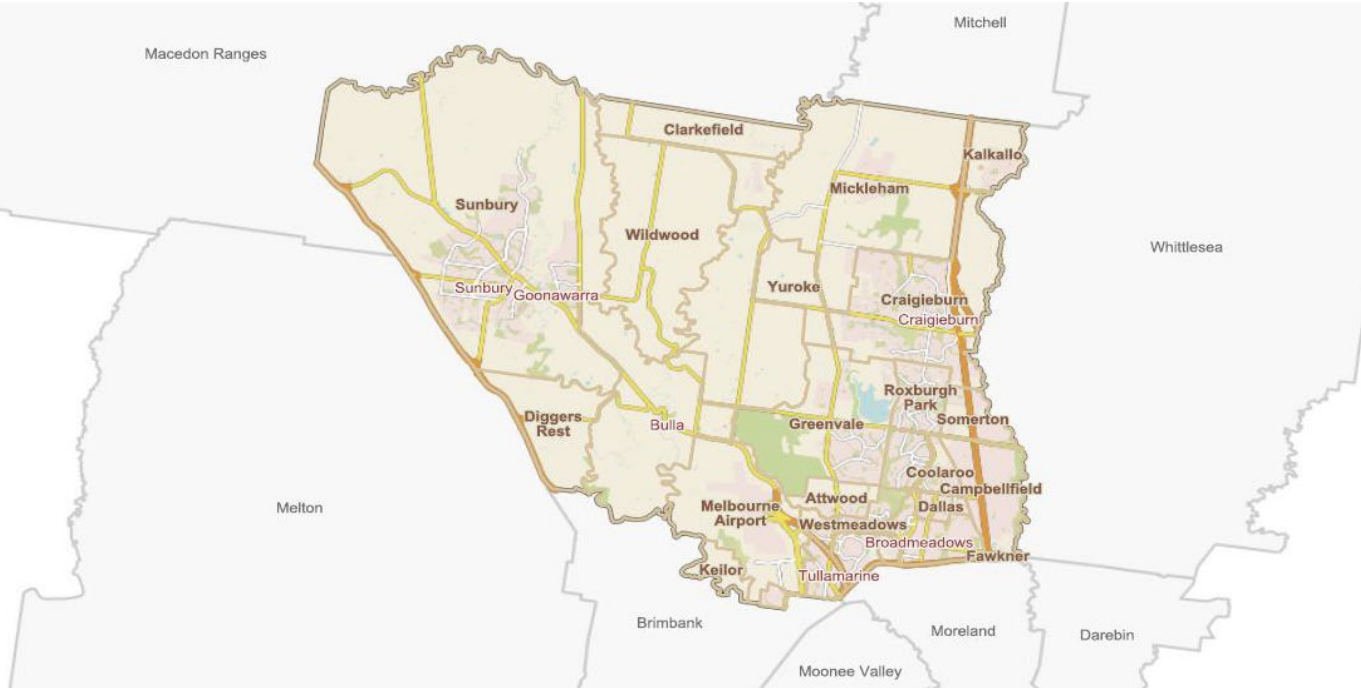 Mitchell
Macedon Ranges
Clarkefield
Kalkallo
Mickleham
Sunbury
Wildwood
Whittlesea
Yuroke
Sunbury
Goonawarra
Craigieburn
Craigieburn
Roxburgh
Park
Diggers
Rest
Bulla
Greenvale
Somerton
Coolaroo
Campbellfield
Melton
Attwood
Dallas
Melbourne
Airport
Westmeadows
Broadmeadows
Fawkner
Keilor
Tullamarine
Brimbank
Moreland
Darebin
Moonee Valley